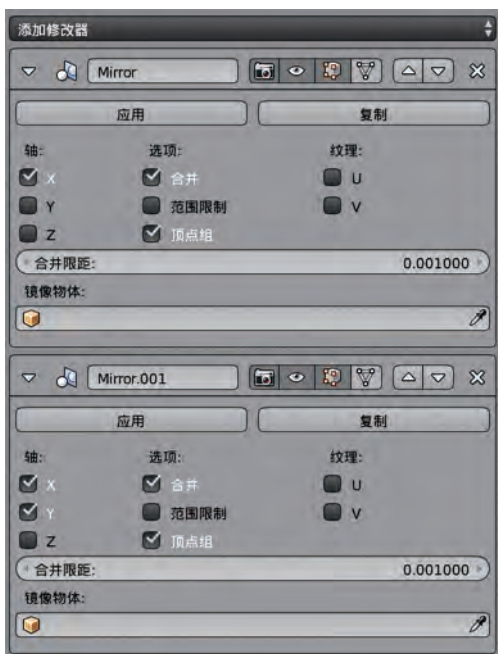 添加修改器
Mirror
应用 复制
轴: 选项: 纹理:
X 合并 U
Y 范围限制 V
Z 顶点组
合并限距: 0.001000
镜像物体:
Mirror.001
应用 复制
轴: 选项: 纹理:
X 合并 U
Y 范围限制 V
Z 顶点组
合并限距: 0.001000
镜像物体: